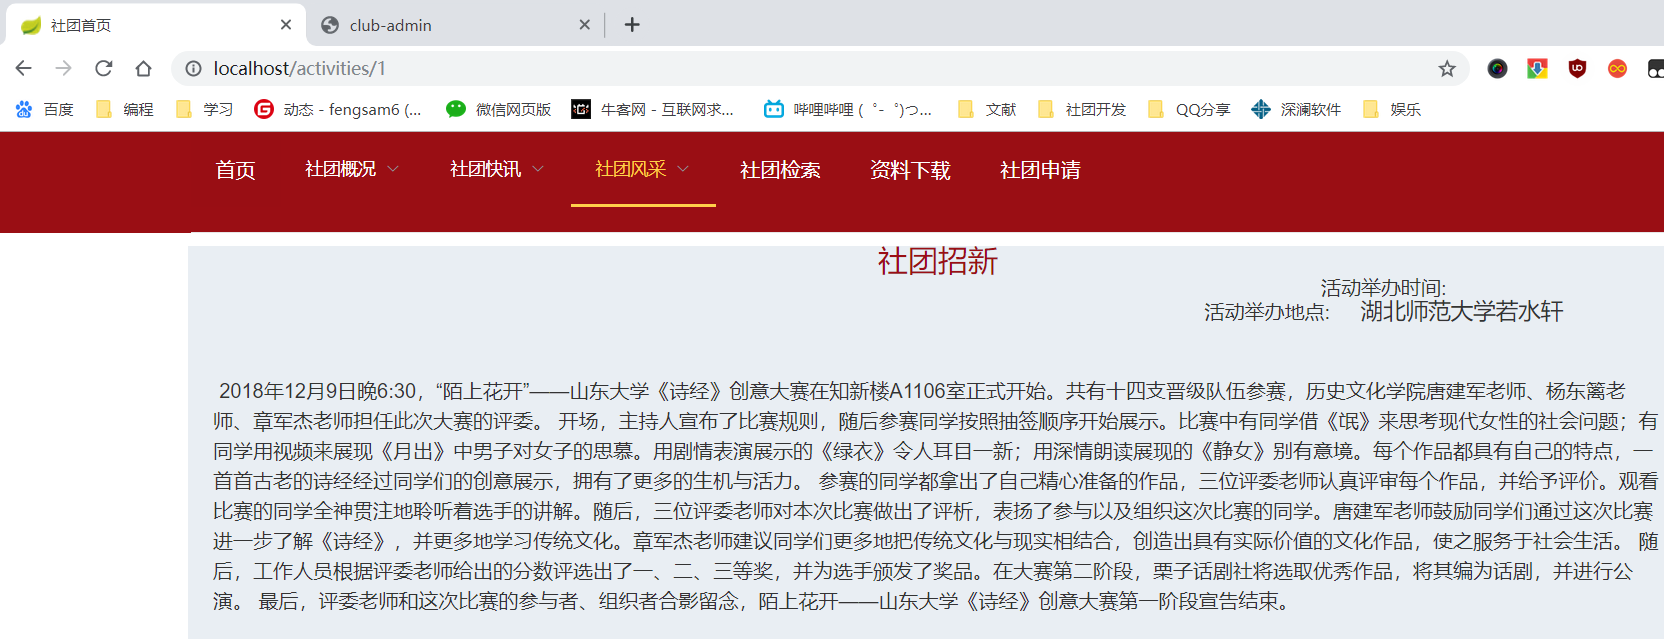 社团首页
club-admin
localhost/activities/1
百度
编程
学习
动态 - fengsam6 (...
微信网页版
牛客网 - 互联网求...
哔哩哔哩 ( ゜- ゜)つ...
文献
社团开发
QQ分享
深澜软件
娱乐
首页
社团概况
社团快讯
社团风采
社团检索
资料下载
社团申请
社团招新
活动举办时间:
活动举办地点: 湖北师范大学若水轩
2018年12月9日晚6:30，“陌上花开”——山东大学《诗经》创意大赛在知新楼A1106室正式开始。共有十四支晋级队伍参赛，历史文化学院唐建军老师、杨东篱老
师、章军杰老师担任此次大赛的评委。 开场，主持人宣布了比赛规则，随后参赛同学按照抽签顺序开始展示。比赛中有同学借《氓》来思考现代女性的社会问题；有
同学用视频来展现《月出》中男子对女子的思慕。用剧情表演展示的《绿衣》令人耳目一新；用深情朗读展现的《静女》别有意境。每个作品都具有自己的特点，一
首首古老的诗经经过同学们的创意展示，拥有了更多的生机与活力。 参赛的同学都拿出了自己精心准备的作品，三位评委老师认真评审每个作品，并给予评价。观看
比赛的同学全神贯注地聆听着选手的讲解。随后，三位评委老师对本次比赛做出了评析，表扬了参与以及组织这次比赛的同学。唐建军老师鼓励同学们通过这次比赛
进一步了解《诗经》，并更多地学习传统文化。章军杰老师建议同学们更多地把传统文化与现实相结合，创造出具有实际价值的文化作品，使之服务于社会生活。 随
后，工作人员根据评委老师给出的分数评选出了一、二、三等奖，并为选手颁发了奖品。在大赛第二阶段，栗子话剧社将选取优秀作品，将其编为话剧，并进行公
演。 最后，评委老师和这次比赛的参与者、组织者合影留念，陌上花开——山东大学《诗经》创意大赛第一阶段宣告结束。